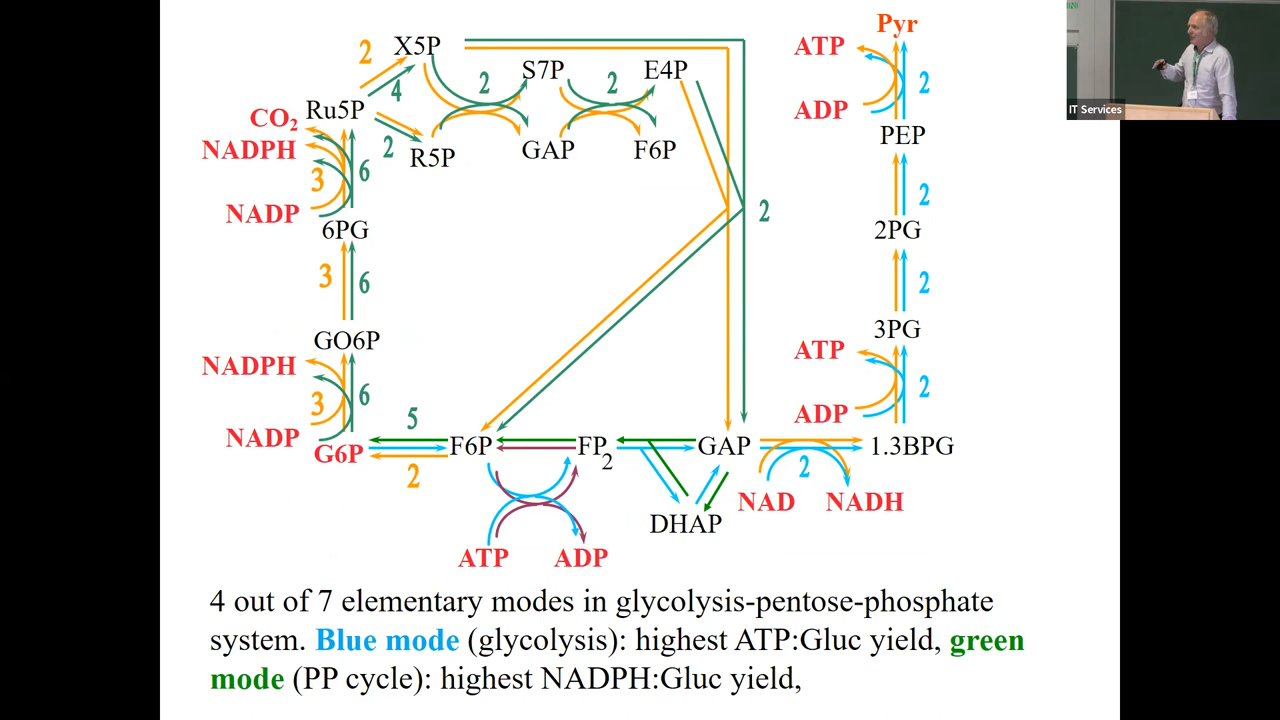 Pyr
2
X5P
ATP
S7P
2
2
E4P
2
4
Ru5P
ADP
IT Services
CO2
PEP
NADPH
2
R5P
GAP
F6P
6
3
2
NADP
2
6PG
2PG
3
6
2
GO6P
3PG
NADPH
ATP
6
2
3
5
ADP
NADP
G6P
F6P
FP2
GAP
1.3BPG
2
2
NAD
NADH
DHAP
ATP
ADP
4 out of 7 elementary modes in glycolysis-pentose-phosphate
system. Blue mode (glycolysis): highest ATP:Gluc yield, green
mode (PP cycle): highest NADPH:Gluc yield,